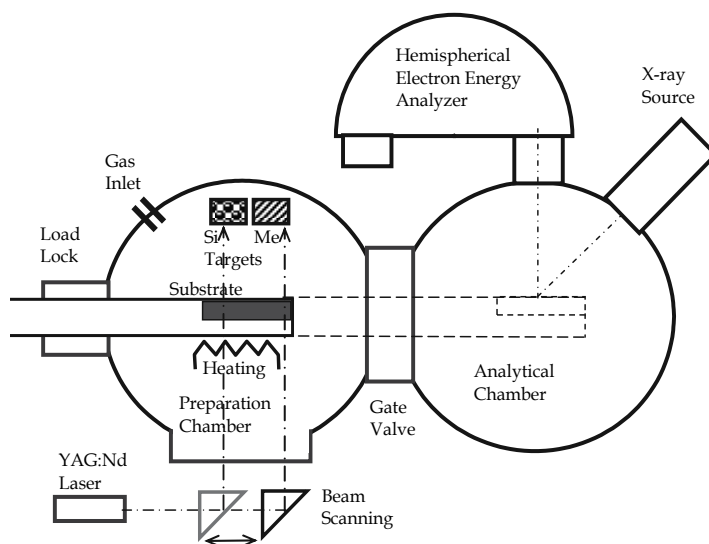 Hemispherical
Electron Energy
Analyzer
X-ray
Source
Gas
Inlet
Load
Lock
Si Me
Targets
Substrate
Heating
Preparation
Chamber
Gate
Valve
Analytical
Chamber
YAG:Nd
Laser
Beam
Scanning